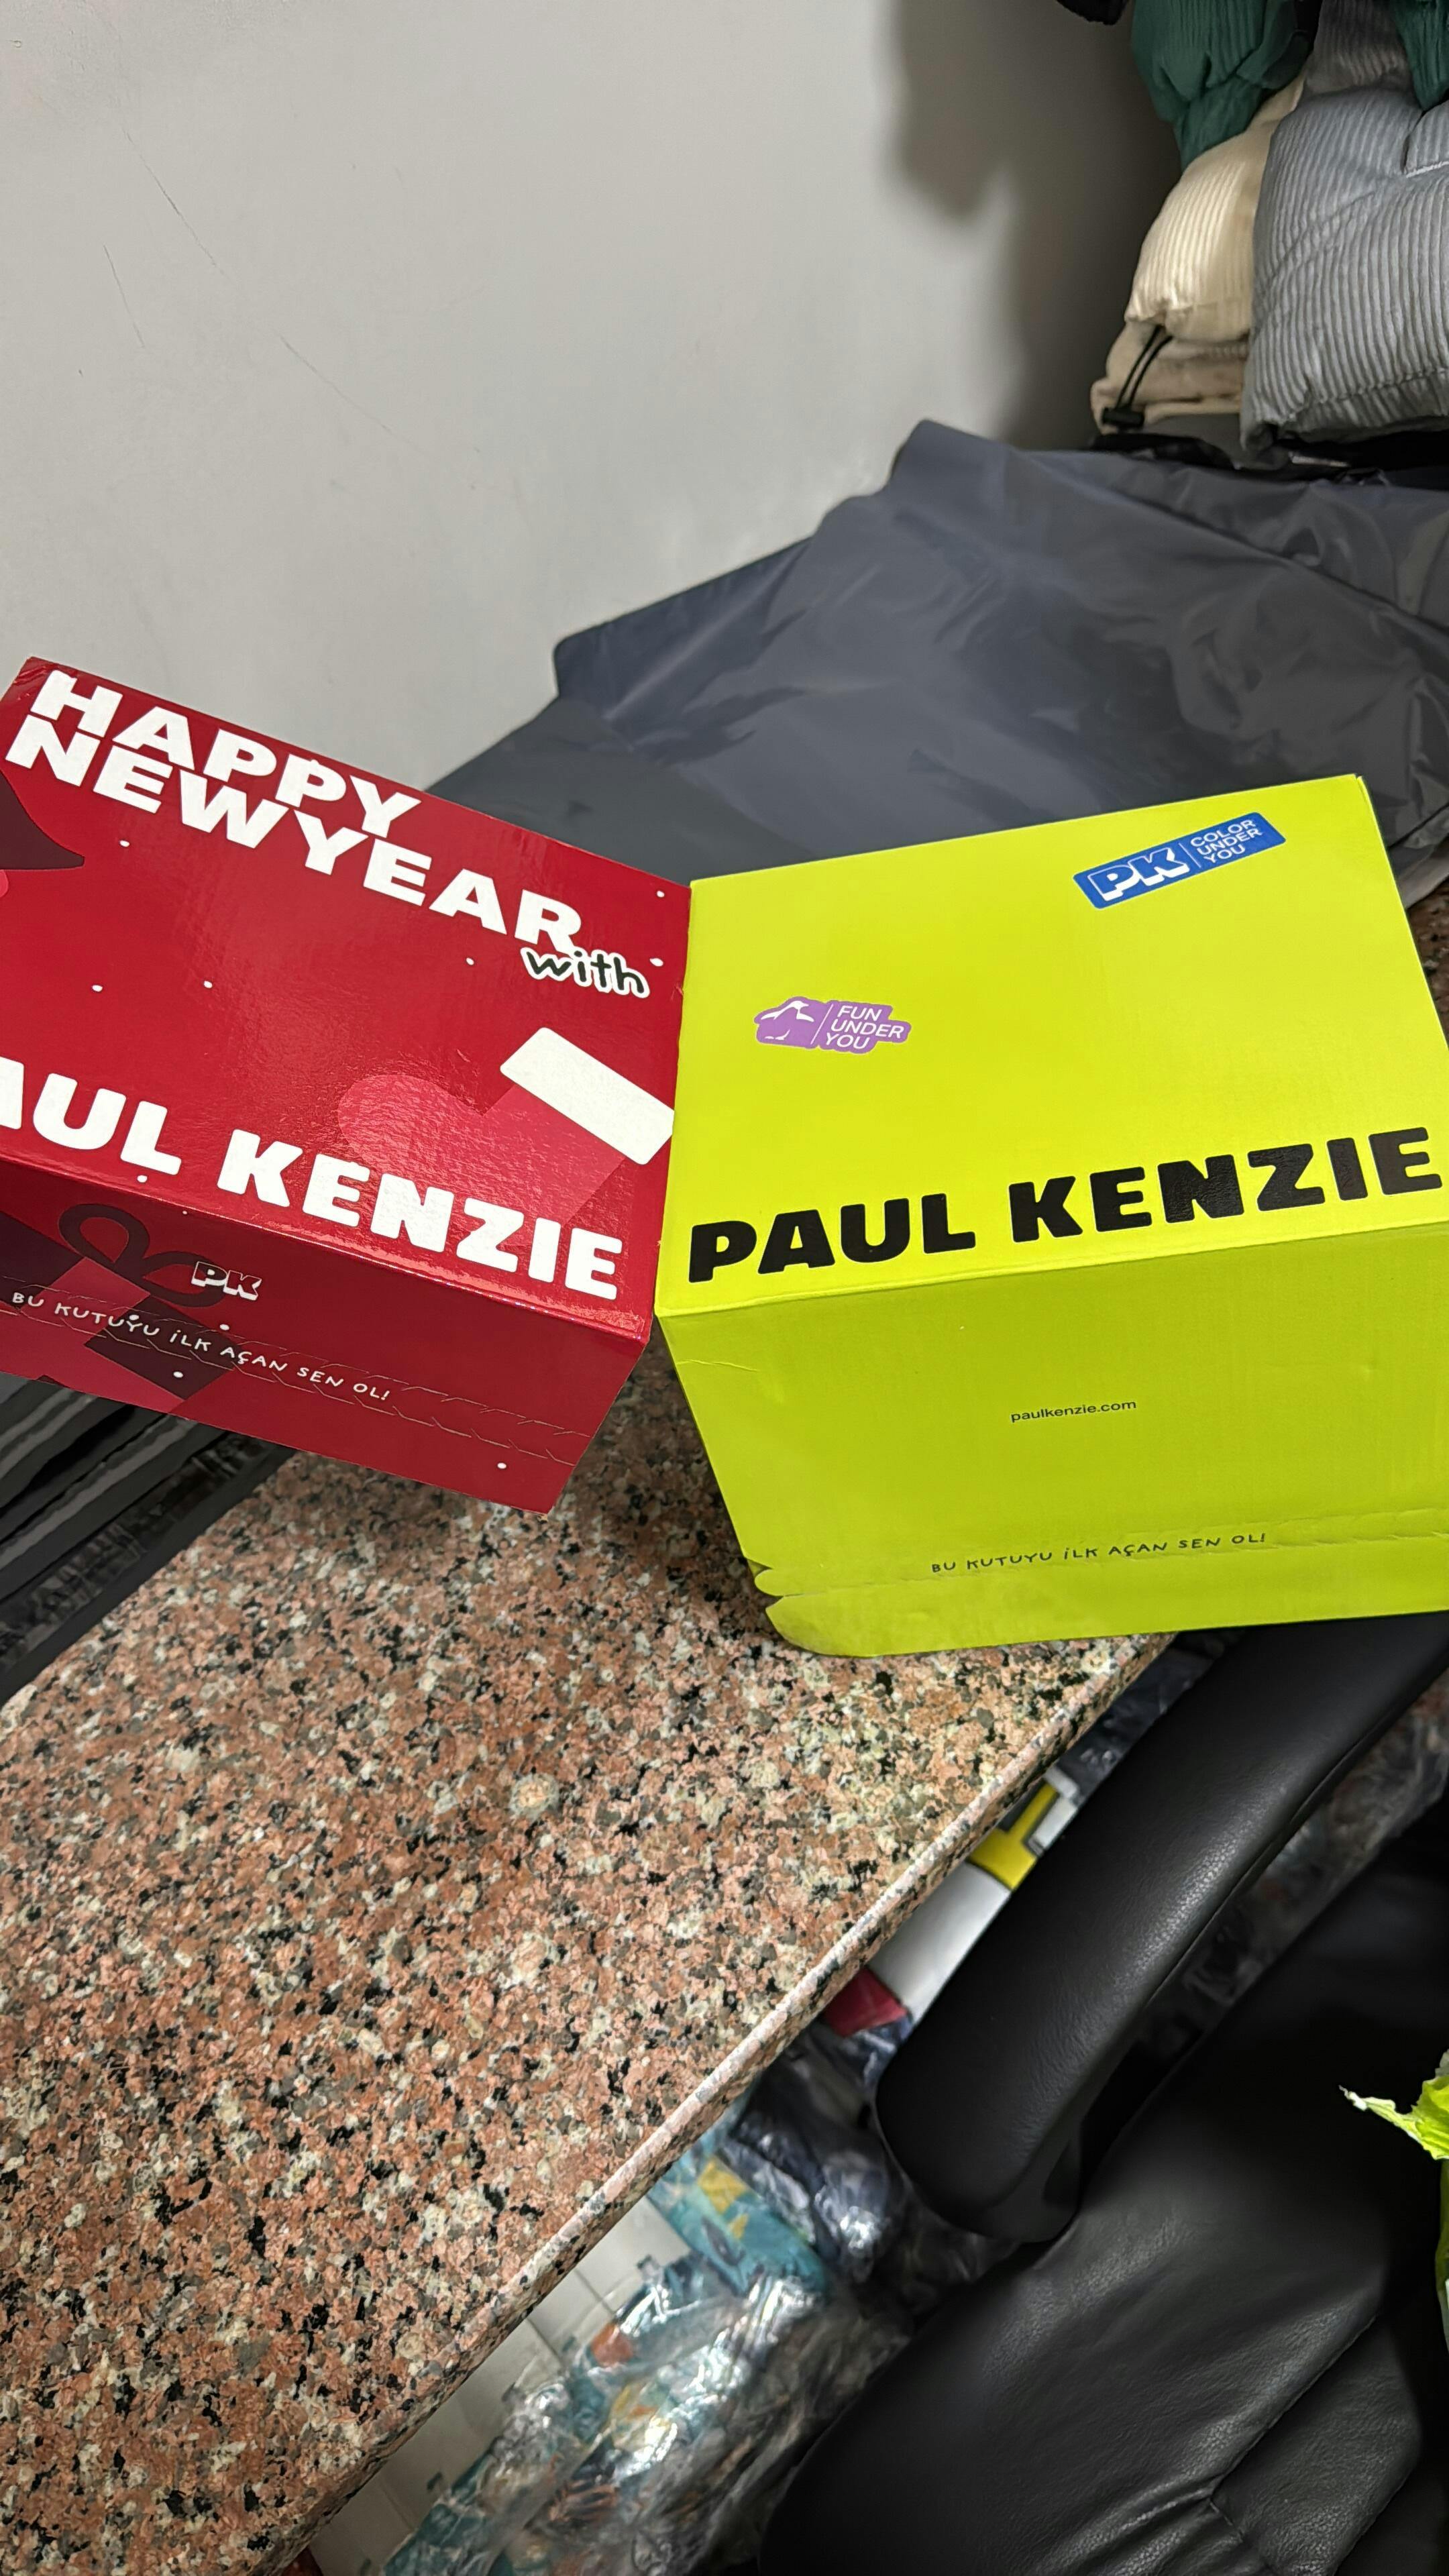 HAPPY
NEWYEAR
with
AUL KENZIE
PK
BU KUTUYU İLK AÇAN SEN OL!
PK
COLOR
UNDER
YOU
FUN
UNDER
YOU
PAUL KENZIE
paulkenzie.com
BU KUTUYU İLK AÇAN SEN OL!